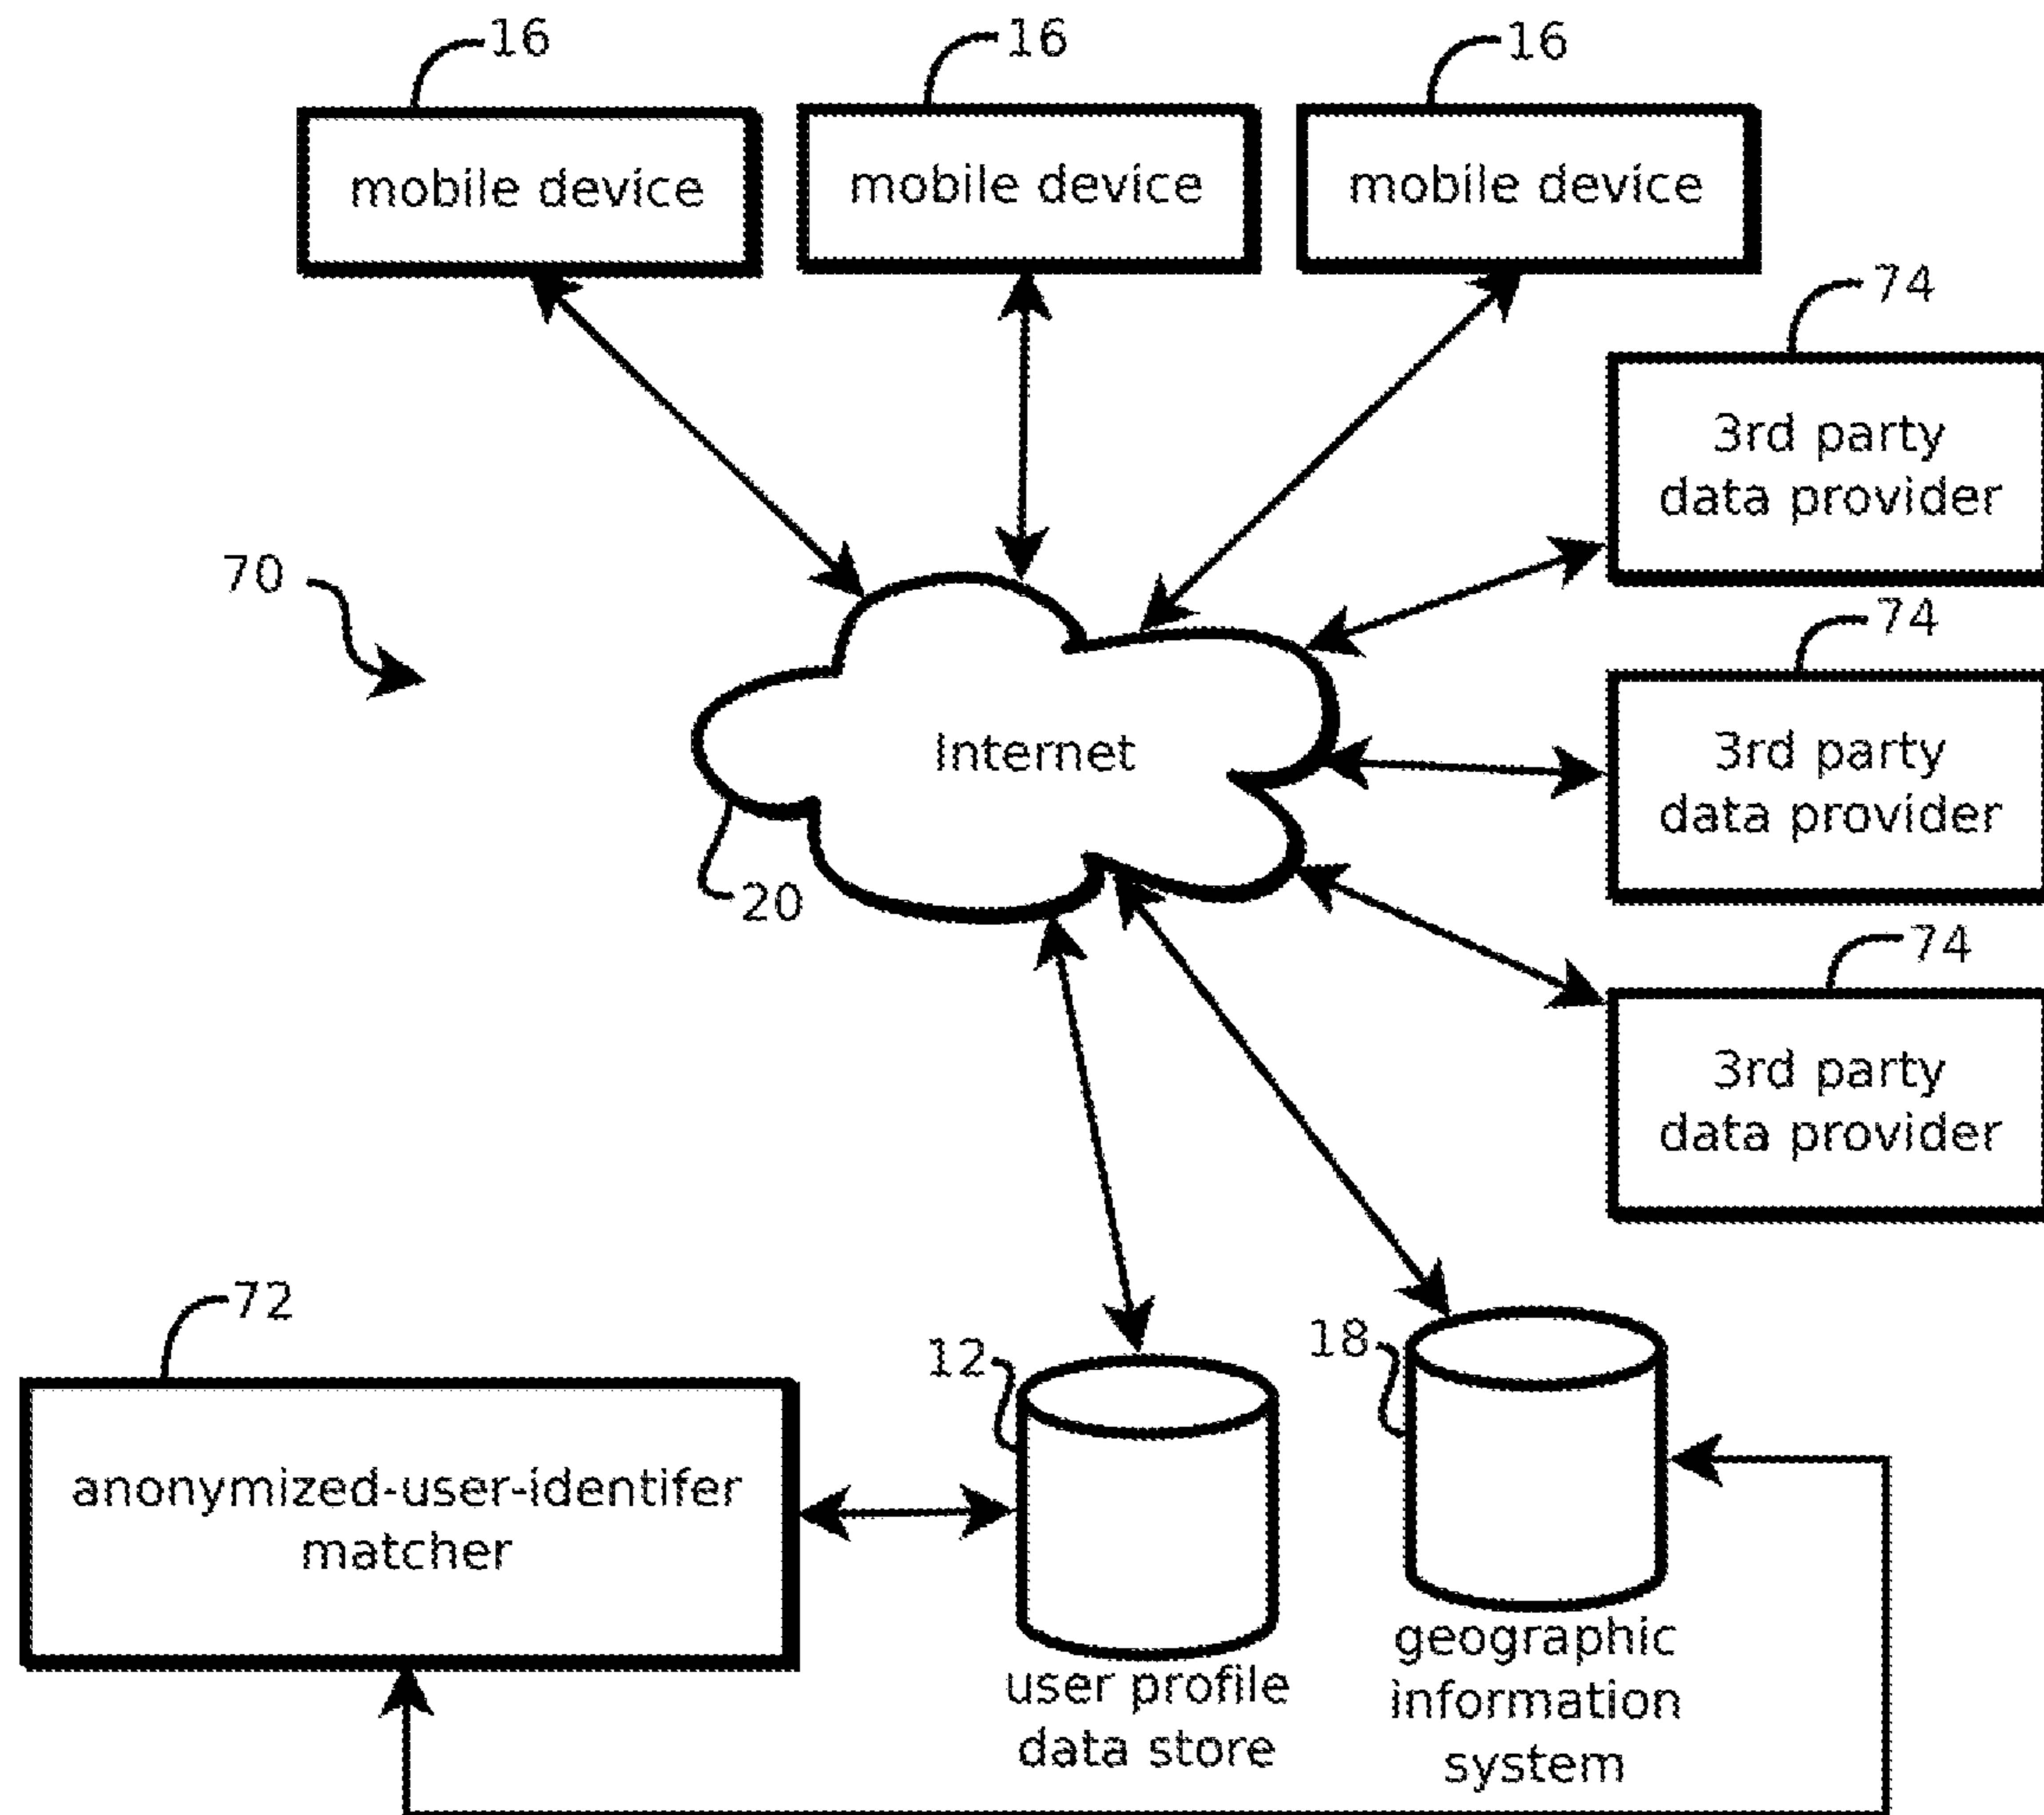 16
16
16
mobile device
mobile device
mobile device
74
3rd party
data provider
70
74
Internet
3rd party
data provider
20
74
3rd party
data provider
72
12
18
anonymized-user-identifer
matcher
user profile
data store
geographic
information
system